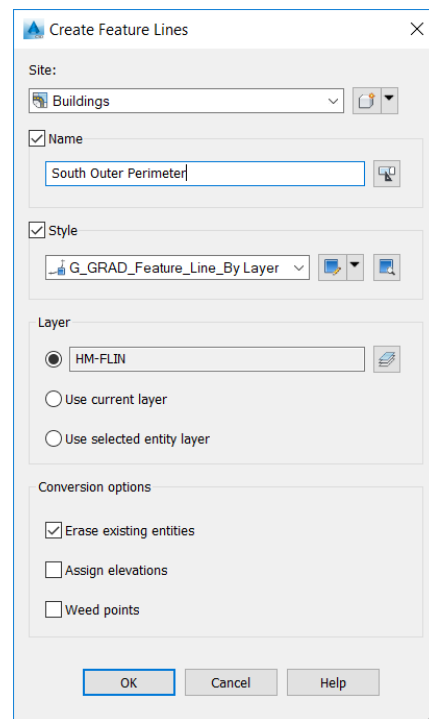 Create Feature Lines
Site:
Buildings
Name
South Outer Perimeter
Style
G_GRAD_Feature_Line_By Layer
Layer
HM-FLIN
Use current layer
Use selected entity layer
Conversion options
Erase existing entities
Assign elevations
Weed points
OK Cancel Help